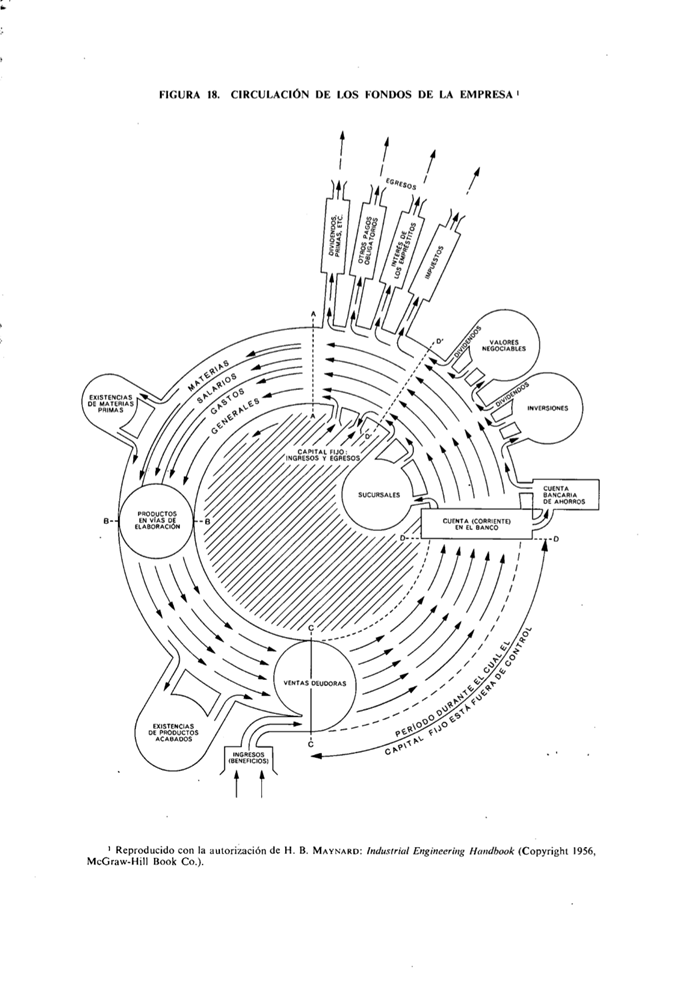 FIGURA 18. CIRCULACIÓN DE LOS FONDOS DE LA EMPRESA ¹
EGRESOS
DIVIDENDOS,
PRIMAS, ETC.
OTROS PAGOS
OBLIGATORIOS
INTERÉS DE
LOS EMPRÉSTITOS
IMPUESTOS
A
D'
DIVIDENDOS
VALORES
NEGOCIABLES
MATERIAS
SALARIOS
GASTOS
GENERALES
EXISTENCIAS
DE MATERIAS
PRIMAS
DIVIDENDOS
INVERSIONES
A
D'
CAPITAL FIJO:
INGRESOS Y EGRESOS
SUCURSALES
CUENTA
BANCARIA
DE AHORROS
B
PRODUCTOS
EN VÍAS DE
ELABORACIÓN
B
CUENTA (CORRIENTE)
EN EL BANCO
D
D
C
VENTAS DEUDORAS
PERÍODO DURANTE EL CUAL EL
CAPITAL FIJO ESTÁ FUERA DE CONTROL
EXISTENCIAS
DE PRODUCTOS
ACABADOS
C
INGRESOS
(BENEFICIOS)
¹ Reproducido con la autorización de H. B. MAYNARD: Industrial Engineering Handbook (Copyright 1956,
McGraw-Hill Book Co.).